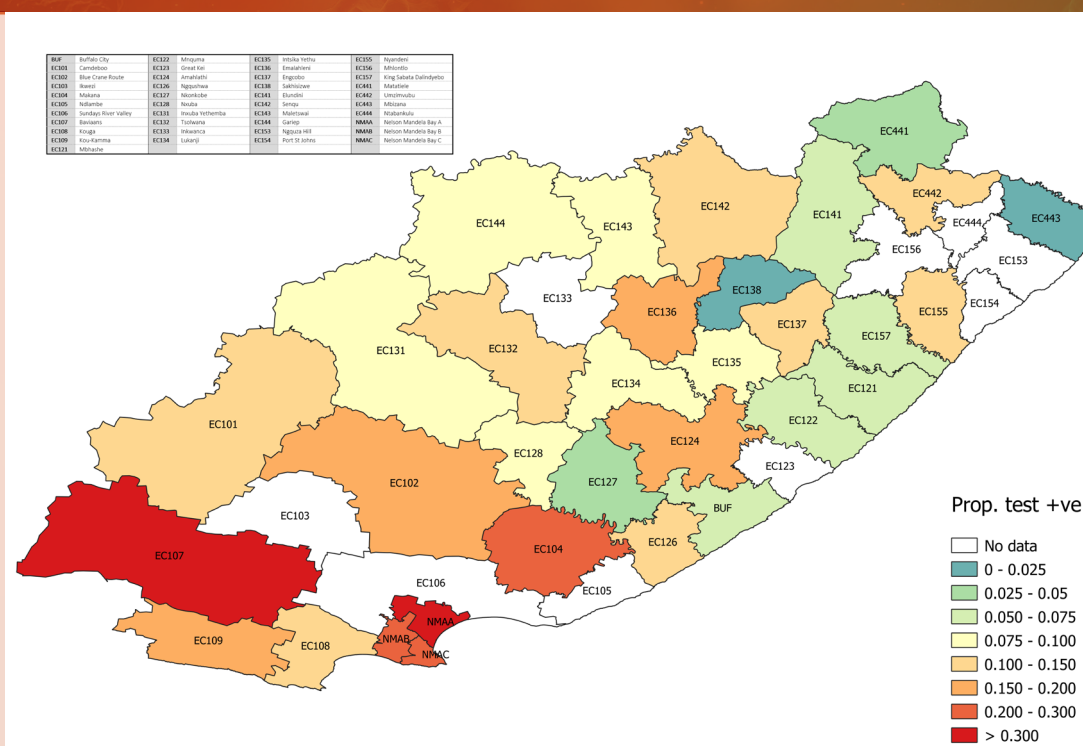 BUF Buffalo City EC122 Mnquma EC135 Intsika Yethu EC155 Nyandeni
EC101 Camdeboo EC123 Great Kei EC136 Emalahleni EC156 Mhlontlo
EC102 Blue Crane Route EC124 Amahlathi EC137 Engcobo EC157 King Sabata Dalindyebo
EC103 Ikwezi EC126 Ngqushwa EC138 Sakhisizwe EC441 Matatiele
EC104 Makana EC127 Nkonkobe EC141 Elundini EC442 Umzimvubu
EC105 Ndlambe EC128 Nxuba EC142 Senqu EC443 Mbizana
EC106 Sundays River Valley EC131 Inxuba Yethemba EC143 Maletswai EC444 Ntabankulu
EC107 Baviaans EC132 Tsolwana EC144 Gariep NMAA Nelson Mandela Bay A
EC108 Kouga EC133 Inkwanca EC153 Ngquza Hill NMAB Nelson Mandela Bay B
EC109 Kou-Kamma EC134 Lukanji EC154 Port St Johns NMAC Nelson Mandela Bay C
EC121 Mbhashe
EC441
EC442
EC142
EC141
EC443
EC144
EC143
EC444
EC156
EC153
EC138
EC133
EC154
EC136
EC155
EC137
EC157
EC131
EC132
EC135
EC134
EC121
EC101
EC122
EC124
EC128
EC123
EC127
EC102
BUF
EC103
EC126
EC104
EC107
EC106
EC105
NMAA
NMAB
EC109
EC108
NMAC
Prop. test +ve
No data
0 - 0.025
0.025 - 0.05
0.050 - 0.075
0.075 - 0.100
0.100 - 0.150
0.150 - 0.200
0.200 - 0.300
> 0.300